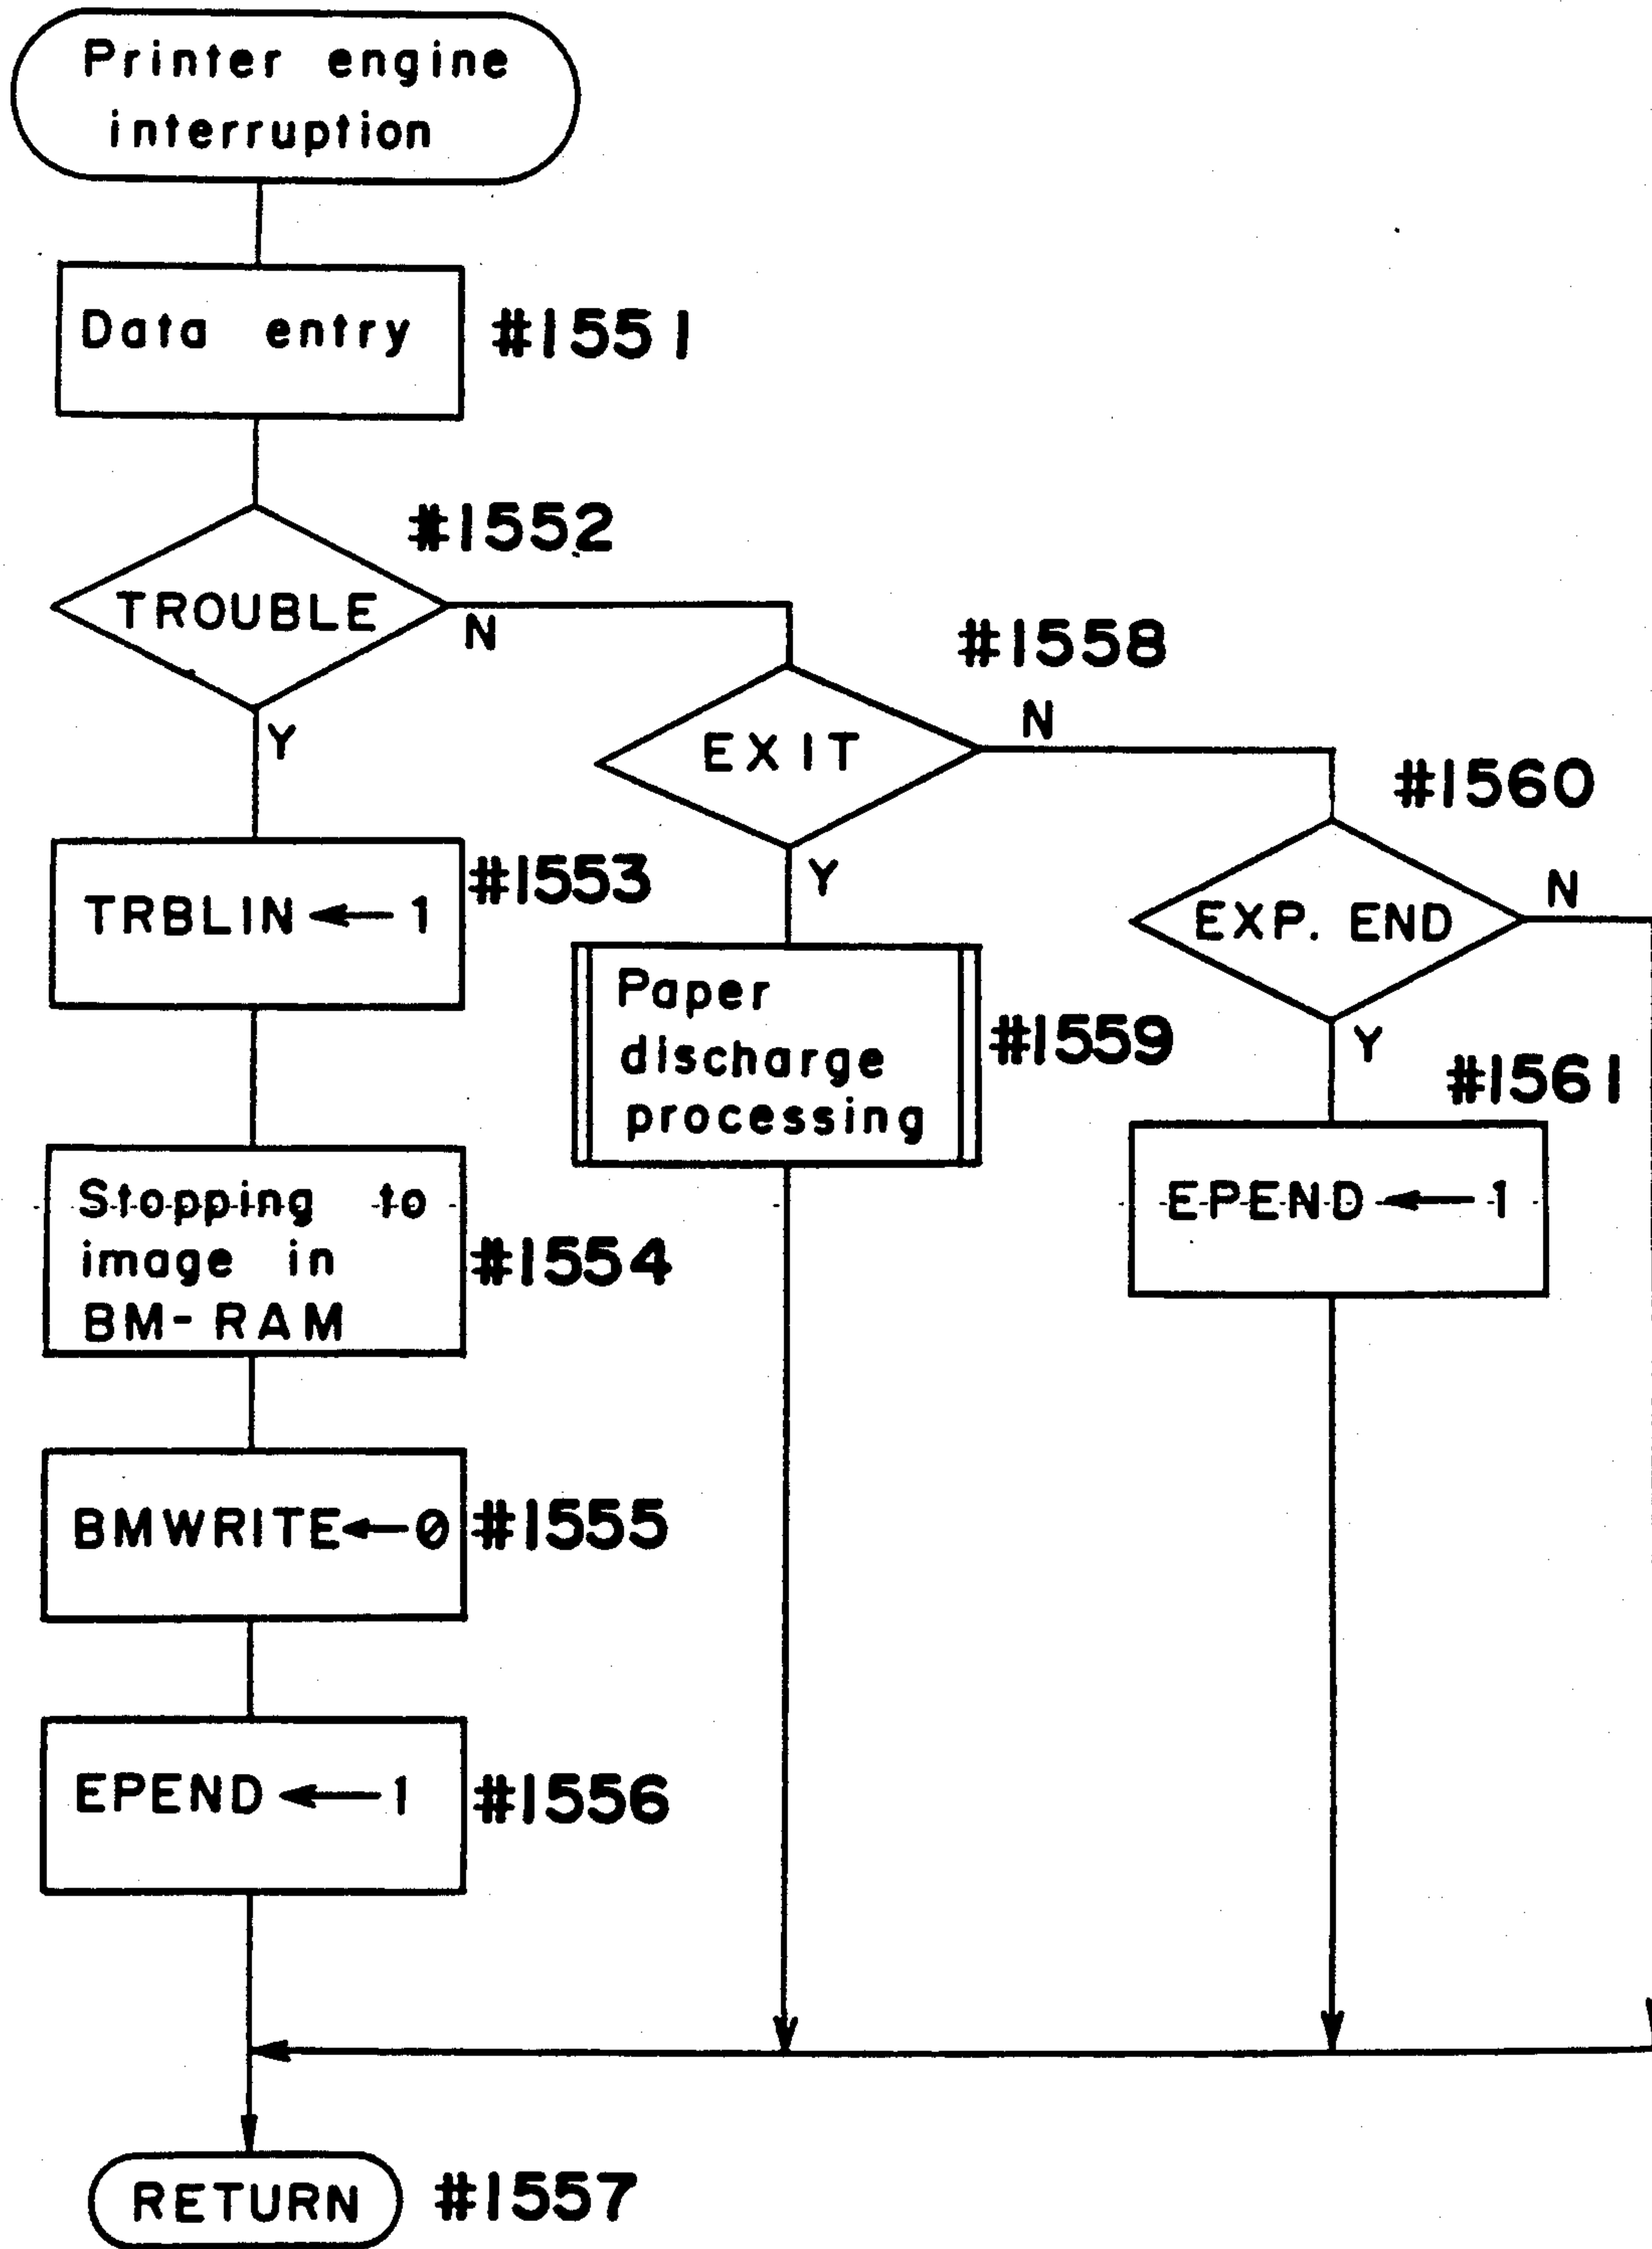 Printer engine
interruption
Data entry
#1551
#1552
TROUBLE
N
Y
#1558
EXIT
N
Y
#1560
EXP. END
N
Y
TRBLIN ← 1
#1553
Paper
discharge
processing
#1559
#1561
EPEND ← 1
Stopping to
image in
BM-RAM
#1554
BMWRITE ← 0
#1555
EPEND ← 1
#1556
RETURN
#1557